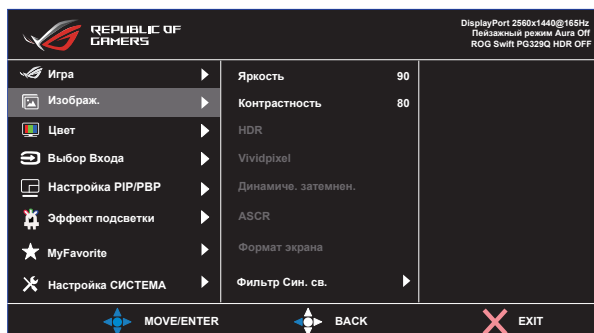 REPUBLIC OF
GAMERS
DisplayPort 2560x1440@165Hz
Пейзажный режим Aura Off
ROG Swift PG329Q HDR OFF
Игра
Изображ.
Цвет
Выбор Входа
Настройка PIP/PBP
Эффект подсветки
MyFavorite
Настройка СИСТЕМА
Яркость 90
Контрастность 80
HDR
Vividpixel
Динамиче. затемнен.
ASCR
Формат экрана
Фильтр Син. св.
MOVE/ENTER BACK EXIT